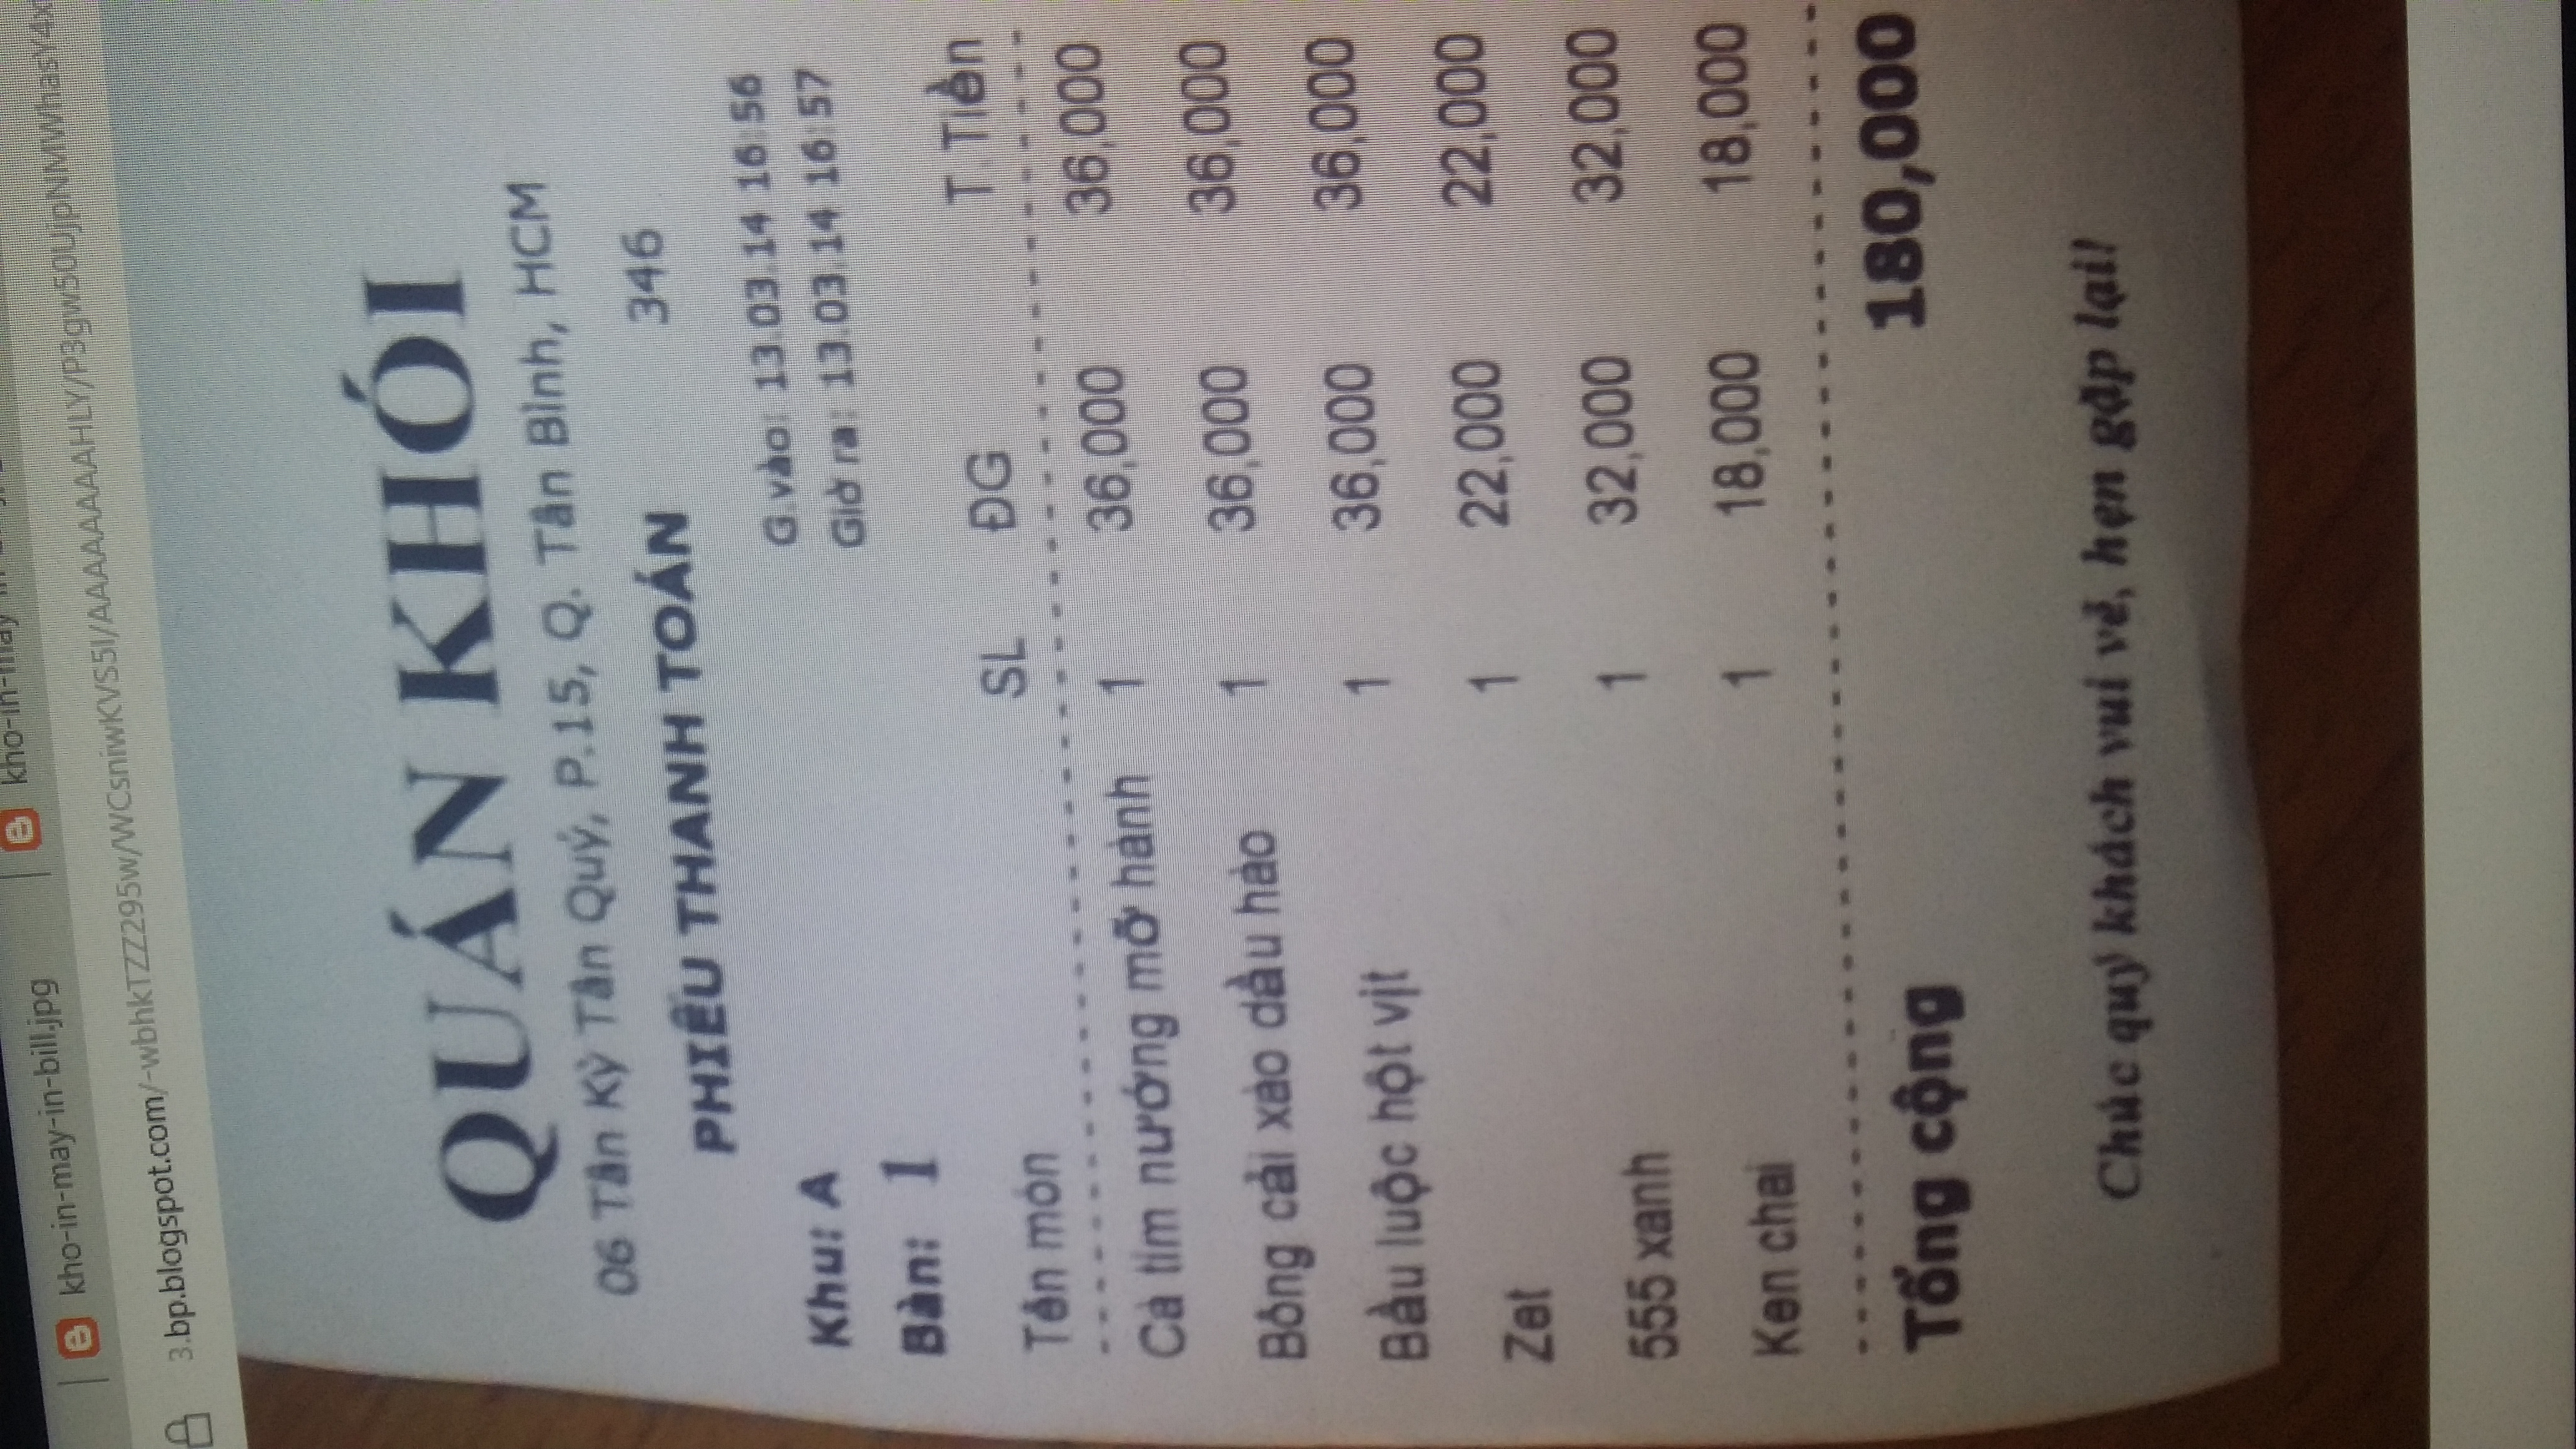 kho-in-may-in-bill.jpg
kho-in-may
3.bp.blogspot.com/-wbhkTZZ295w/WCsniwKVS5I/AAAAAAAAHLY/P3gw50UjpNMWhasY4x
QUÁN KHÓI
06 Tân Kỳ Tân Quý, P.15, Q. Tân Bình, HCM
PHIẾU THANH TOÁN 346
Khu: A G.vào: 13.03.14 16:56
Giờ ra: 13.03.14 16:57
Bàn: 1
Tên món SL ĐG T.Tiền
Cà tím nướng mỡ hành 1 36,000 36,000
Bông cải xào dầu hào 1 36,000 36,000
Bầu luộc hột vịt 1 36,000 36,000
Zet 1 22,000 22,000
555 xanh 1 32,000 32,000
Ken chai 1 18,000 18,000
Tổng cộng 180,000
Chúc quý khách vui vẻ, hẹn gặp lại!